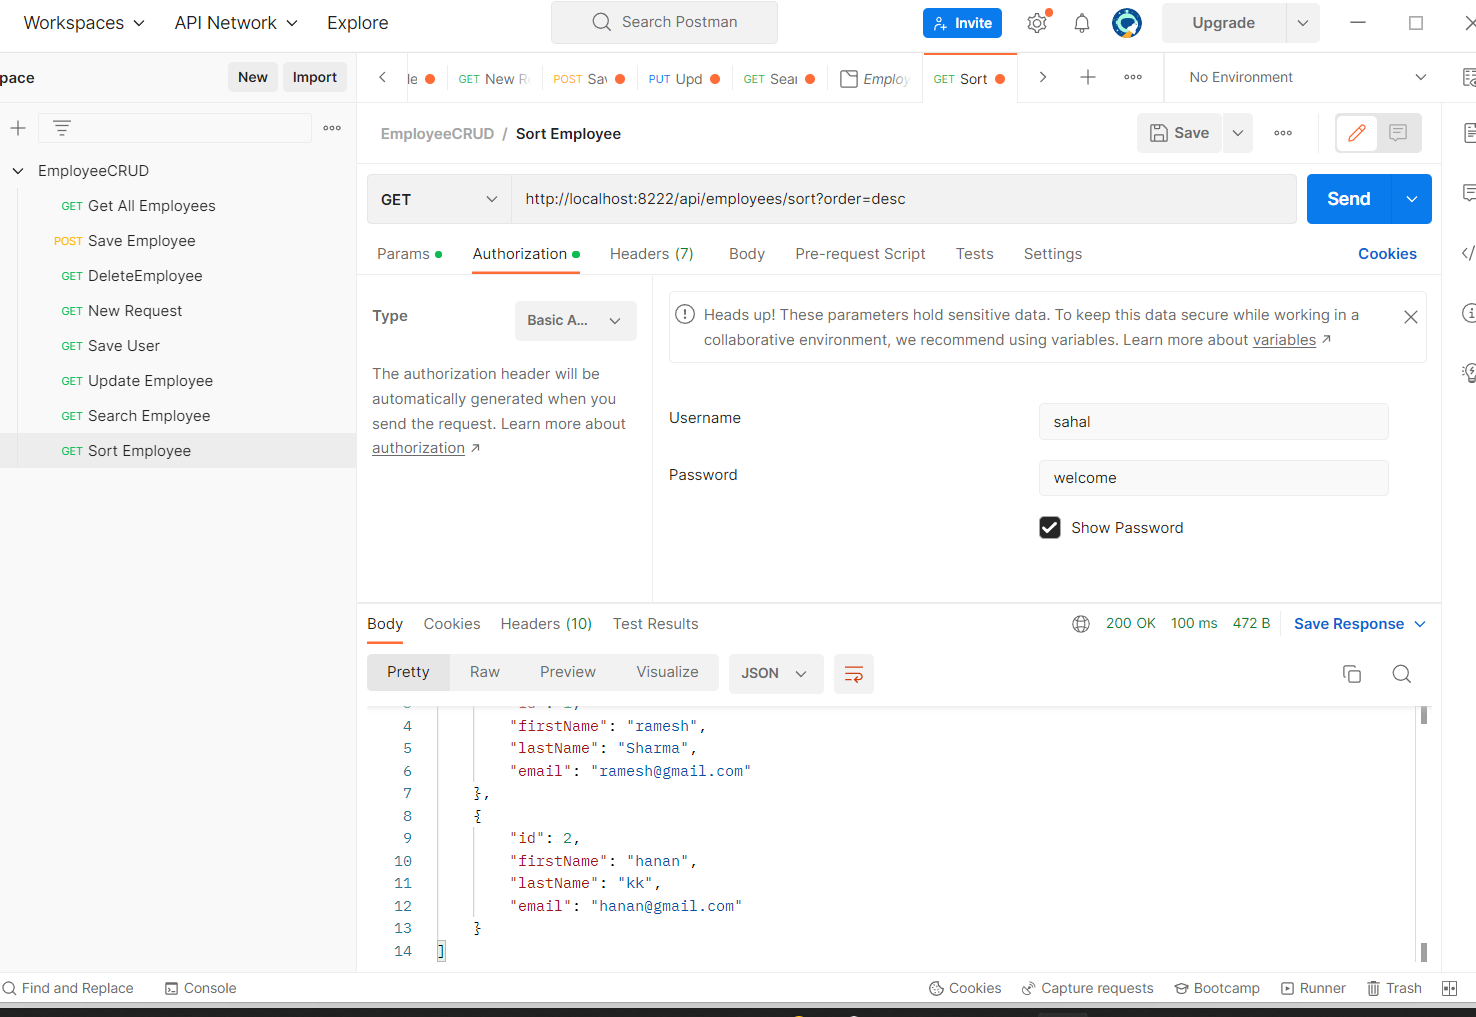 Workspaces API Network Explore Search Postman Invite Upgrade
pace New Import
le GET New R POST Sav PUT Upd GET Sear Employ GET Sort No Environment
EmployeeCRUD / Sort Employee Save
EmployeeCRUD
GET Get All Employees
POST Save Employee
GET DeleteEmployee
GET New Request
GET Save User
GET Update Employee
GET Search Employee
GET Sort Employee
GET http://localhost:8222/api/employees/sort?order=desc Send
Params Authorization Headers (7) Body Pre-request Script Tests Settings Cookies
Type Basic A...
The authorization header will be
automatically generated when you
send the request. Learn more about
authorization ↗
Heads up! These parameters hold sensitive data. To keep this data secure while working in a
collaborative environment, we recommend using variables. Learn more about variables ↗
Username sahal
Password welcome
Show Password
Body Cookies Headers (10) Test Results 200 OK 100 ms 472 B Save Response
Pretty Raw Preview Visualize JSON
4 "firstName": "ramesh",
5 "lastName": "Sharma",
6 "email": "ramesh@gmail.com"
7 },
8 {
9 "id": 2,
10 "firstName": "hanan",
11 "lastName": "kk",
12 "email": "hanan@gmail.com"
13 }
14 ]
Find and Replace Console Cookies Capture requests Bootcamp Runner Trash